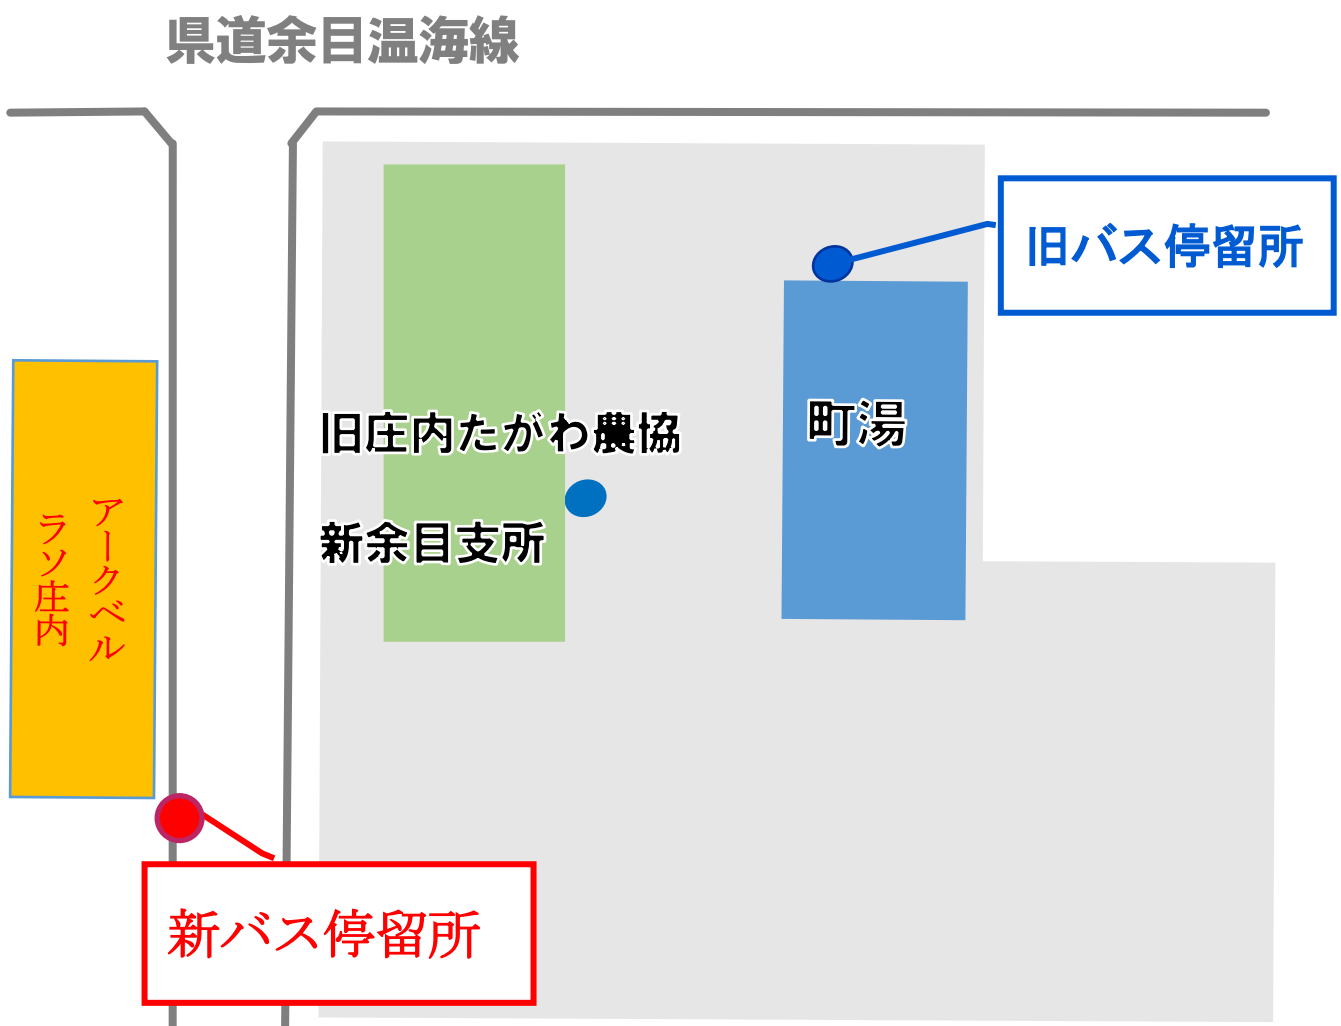 県道余目温海線
旧バス停留所
旧庄内たがわ農協
新余目支所
町湯
アークベル
ラソ庄内
新バス停留所